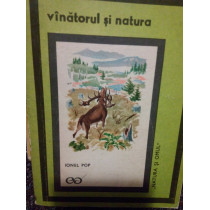 vînătorul și natura
IONEL POP
„NATURA ȘI OMUL“